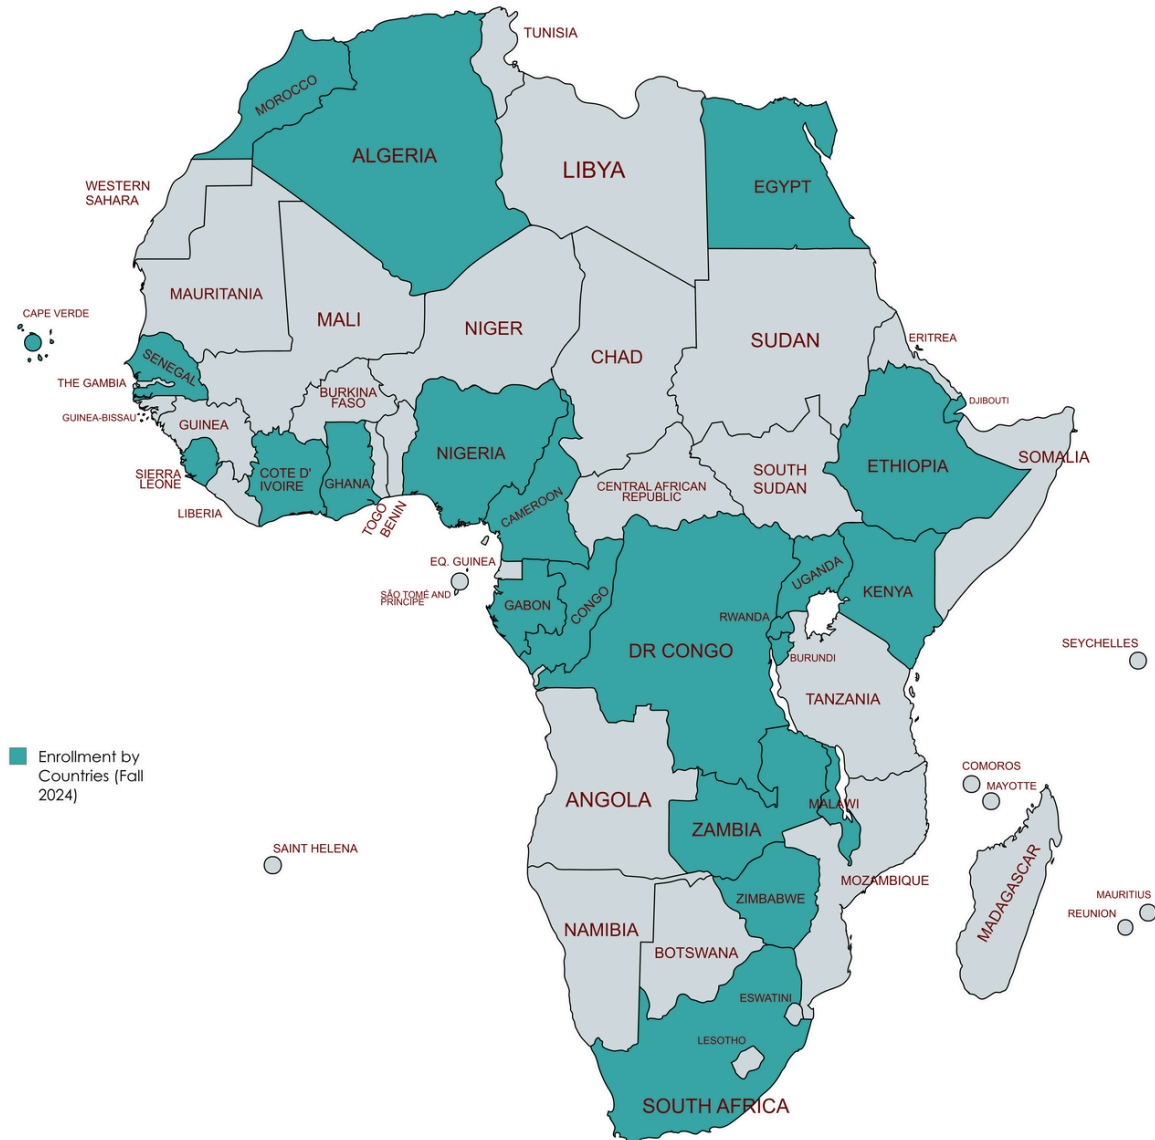 TUNISIA
MOROCCO
ALGERIA
LIBYA
EGYPT
WESTERN
SAHARA
MAURITANIA
MALI
NIGER
CHAD
SUDAN
ERITREA
CAPE VERDE
SENEGAL
THE GAMBIA
GUINEA-BISSAU
GUINEA
BURKINA
FASO
DJIBOUTI
SIERRA
LEONE
COTE D'
IVOIRE
GHANA
NIGERIA
LIBERIA
TOGO
BENIN
CAMEROON
CENTRAL AFRICAN
REPUBLIC
SOUTH
SUDAN
ETHIOPIA
SOMALIA
EQ. GUINEA
SÃO TOMÉ AND
PRINCIPE
GABON
CONGO
UGANDA
KENYA
RWANDA
DR CONGO
BURUNDI
SEYCHELLES
TANZANIA
Enrollment by
Countries (Fall
2024)
COMOROS
MAYOTTE
ANGOLA
ZAMBIA
MALAWI
SAINT HELENA
MOZAMBIQUE
MADAGASCAR
MAURITIUS
REUNION
ZIMBABWE
NAMIBIA
BOTSWANA
ESWATINI
LESOTHO
SOUTH AFRICA